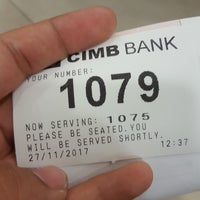 CIMB BANK
YOUR NUMBER:
1079
NOW SERVING: 1075
PLEASE BE SEATED.YOU
WILL BE SERVED SHORTLY.
27/11/2017 12:37